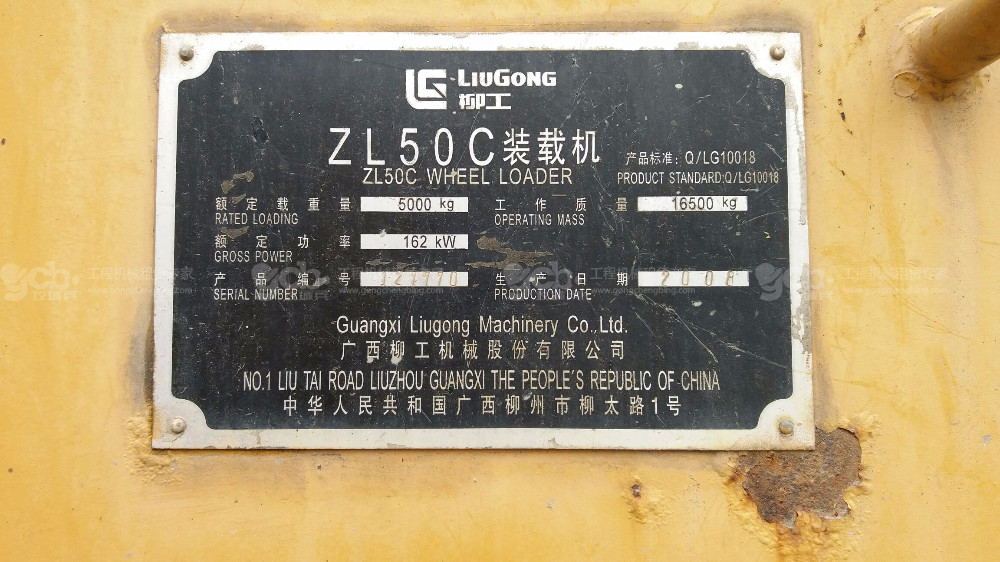 LIUGONG
柳工
ZL50C装载机
产品标准: Q/LG10018
ZL50C WHEEL LOADER
PRODUCT STANDARD:Q/LG10018
额定载重量 5000 kg 工作质量 16500 kg
RATED LOADING OPERATING MASS
额定功率 162 kW
GROSS POWER
产品编号 生产日期 2008
SERIAL NUMBER PRODUCTION DATE
Guangxi Liugong Machinery Co.,Ltd.
广西柳工机械股份有限公司
NO.1 LIU TAI ROAD LIUZHOU GUANGXI THE PEOPLE'S REPUBLIC OF CHINA
中华人民共和国广西柳州市柳太路1号